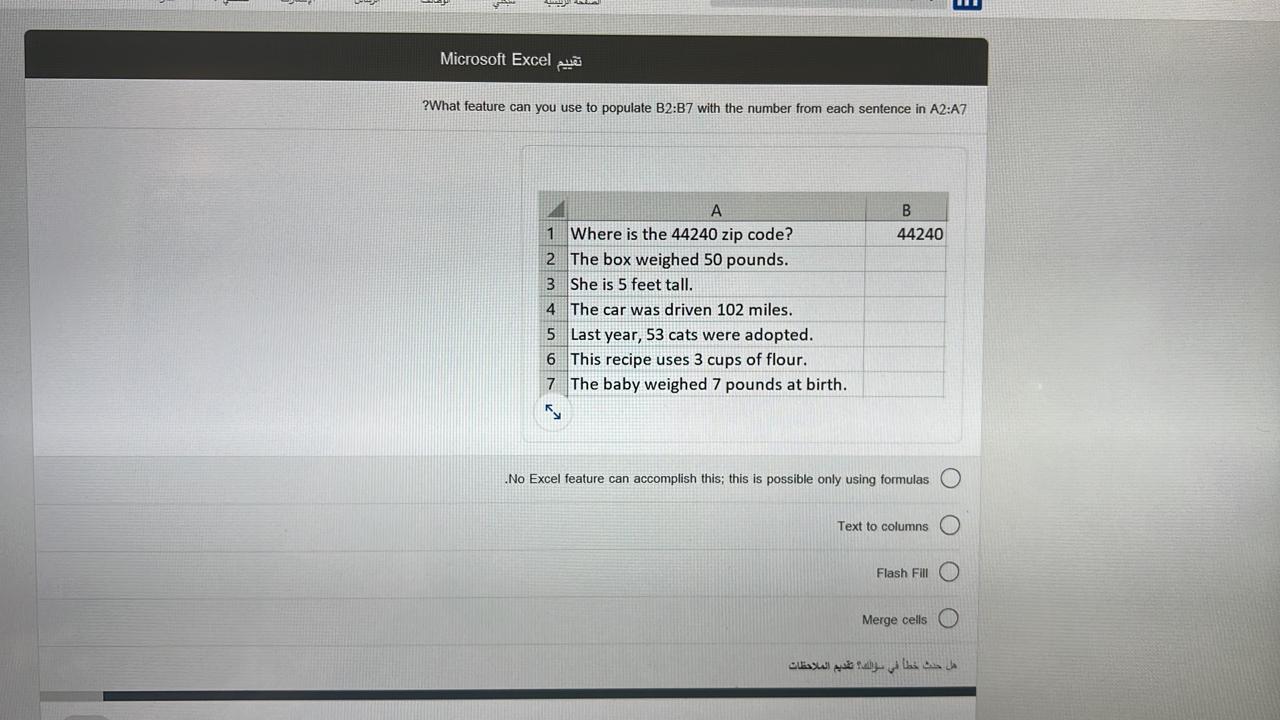 الصفحة الرئيسية
تقييم Microsoft Excel
?What feature can you use to populate B2:B7 with the number from each sentence in A2:A7
A B
1 Where is the 44240 zip code? 44240
2 The box weighed 50 pounds.
3 She is 5 feet tall.
4 The car was driven 102 miles.
5 Last year, 53 cats were adopted.
6 This recipe uses 3 cups of flour.
7 The baby weighed 7 pounds at birth.
.No Excel feature can accomplish this; this is possible only using formulas
Text to columns
Flash Fill
Merge cells
هل حدث خطأ في سؤالك؟ تقديم الملاحظات